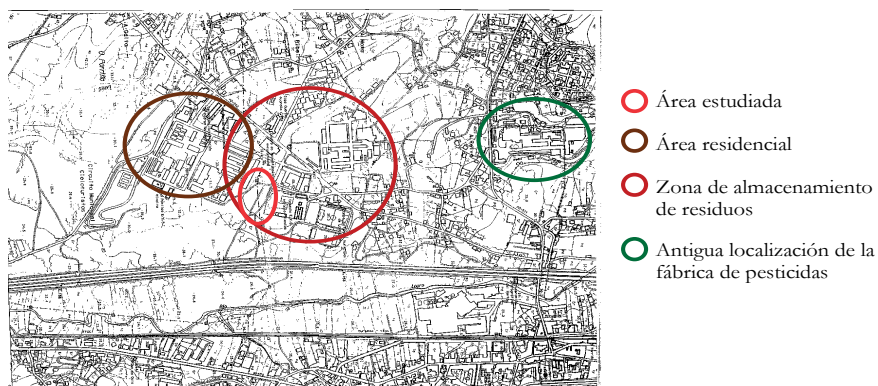 Área estudiada
Área residencial
Zona de almacenamiento
de residuos
Antigua localización de la
fábrica de pesticidas